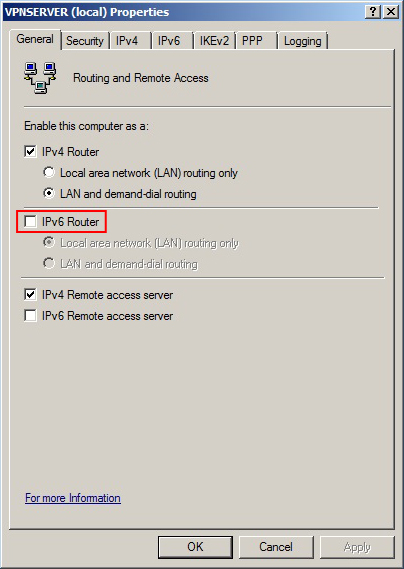 VPNSERVER (local) Properties
General Security IPv4 IPv6 IKEv2 PPP Logging
Routing and Remote Access
Enable this computer as a:
IPv4 Router
Local area network (LAN) routing only
LAN and demand-dial routing
IPv6 Router
Local area network (LAN) routing only
LAN and demand-dial routing
IPv4 Remote access server
IPv6 Remote access server
For more Information
OK Cancel Apply